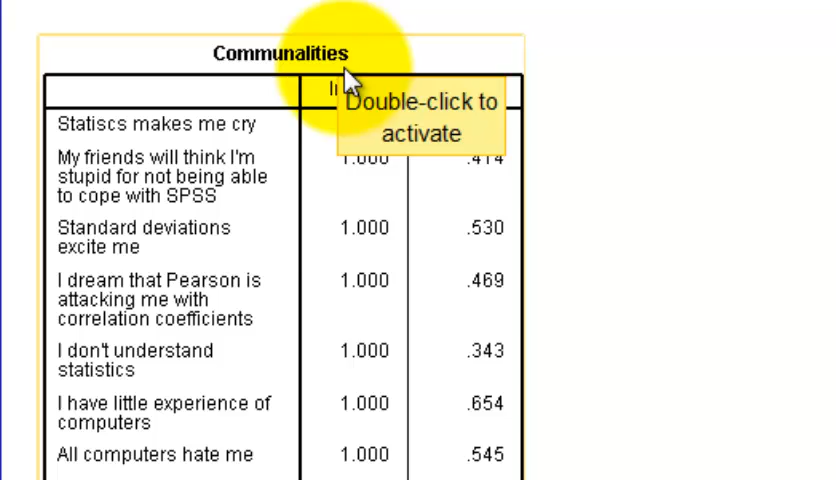 Communalities
Double-click to
activate
Statiscs makes me cry
My friends will think I'm 1.000 .414
stupid for not being able
to cope with SPSS
Standard deviations 1.000 .530
excite me
I dream that Pearson is 1.000 .469
attacking me with
correlation coefficients
I don't understand 1.000 .343
statistics
I have little experience of 1.000 .654
computers
All computers hate me 1.000 .545